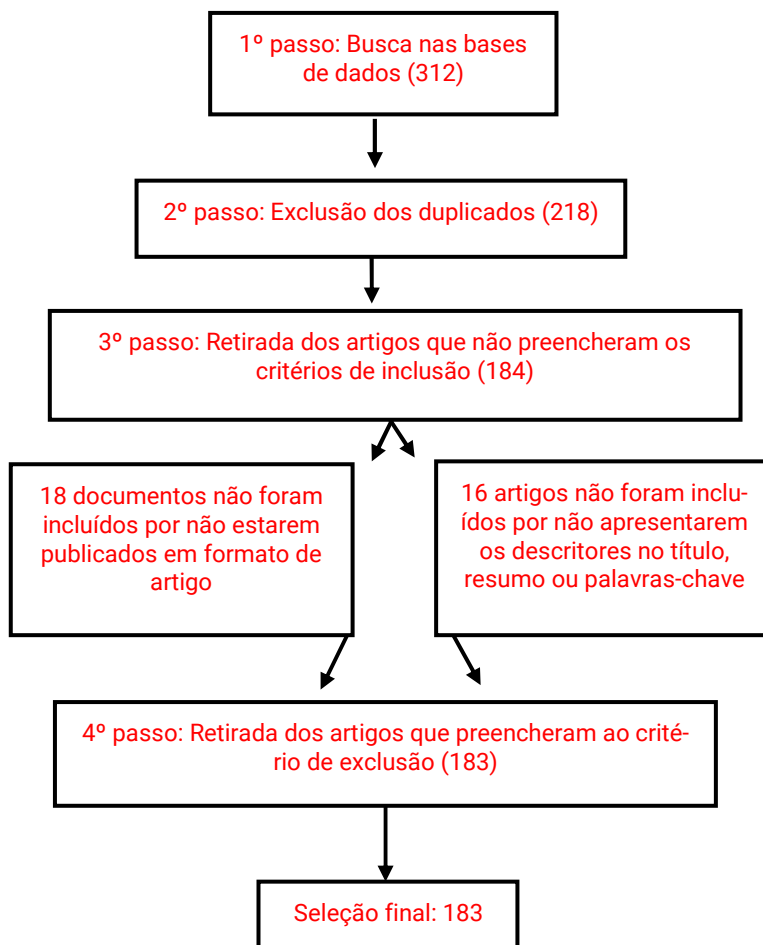 1º passo: Busca nas bases
de dados (312)
2º passo: Exclusão dos duplicados (218)
3º passo: Retirada dos artigos que não preencheram os
critérios de inclusão (184)
18 documentos não foram
incluídos por não estarem
publicados em formato de
artigo
16 artigos não foram inclu-
ídos por não apresentarem
os descritores no título,
resumo ou palavras-chave
4º passo: Retirada dos artigos que preencheram ao crité-
rio de exclusão (183)
Seleção final: 183